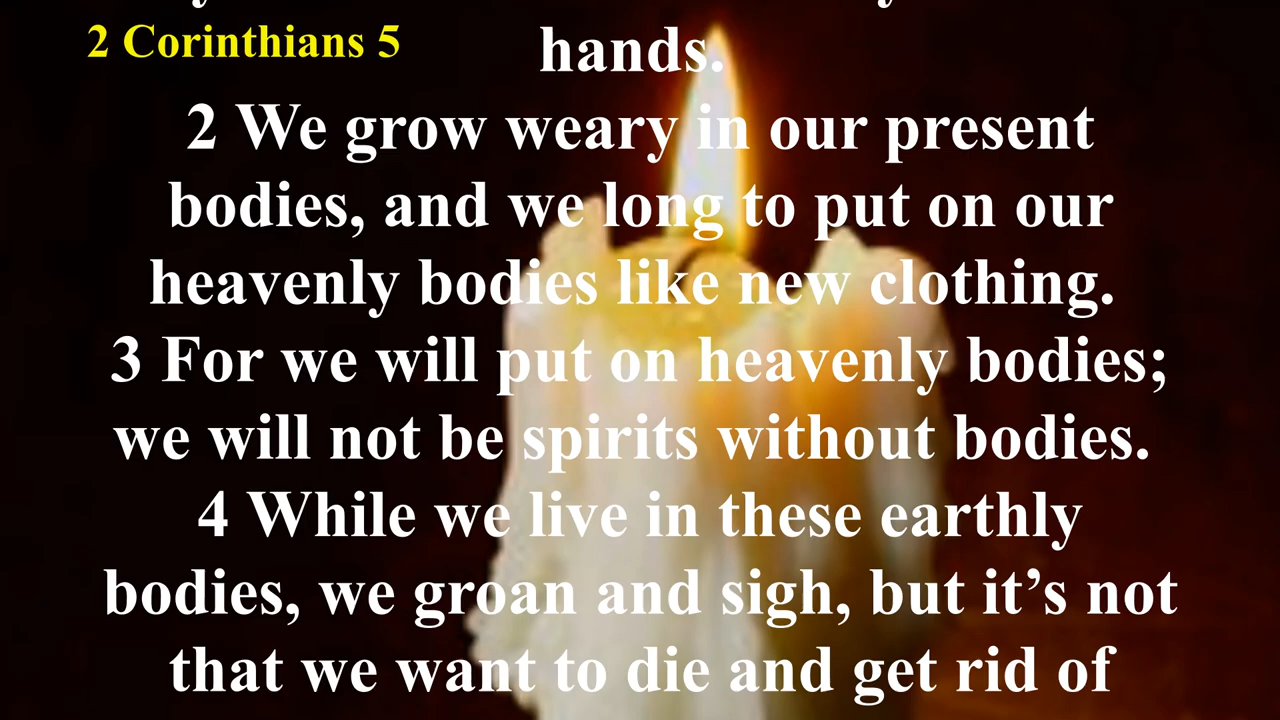 2 Corinthians 5
hands.
2 We grow weary in our present
bodies, and we long to put on our
heavenly bodies like new clothing.
3 For we will put on heavenly bodies;
we will not be spirits without bodies.
4 While we live in these earthly
bodies, we groan and sigh, but it’s not
that we want to die and get rid of